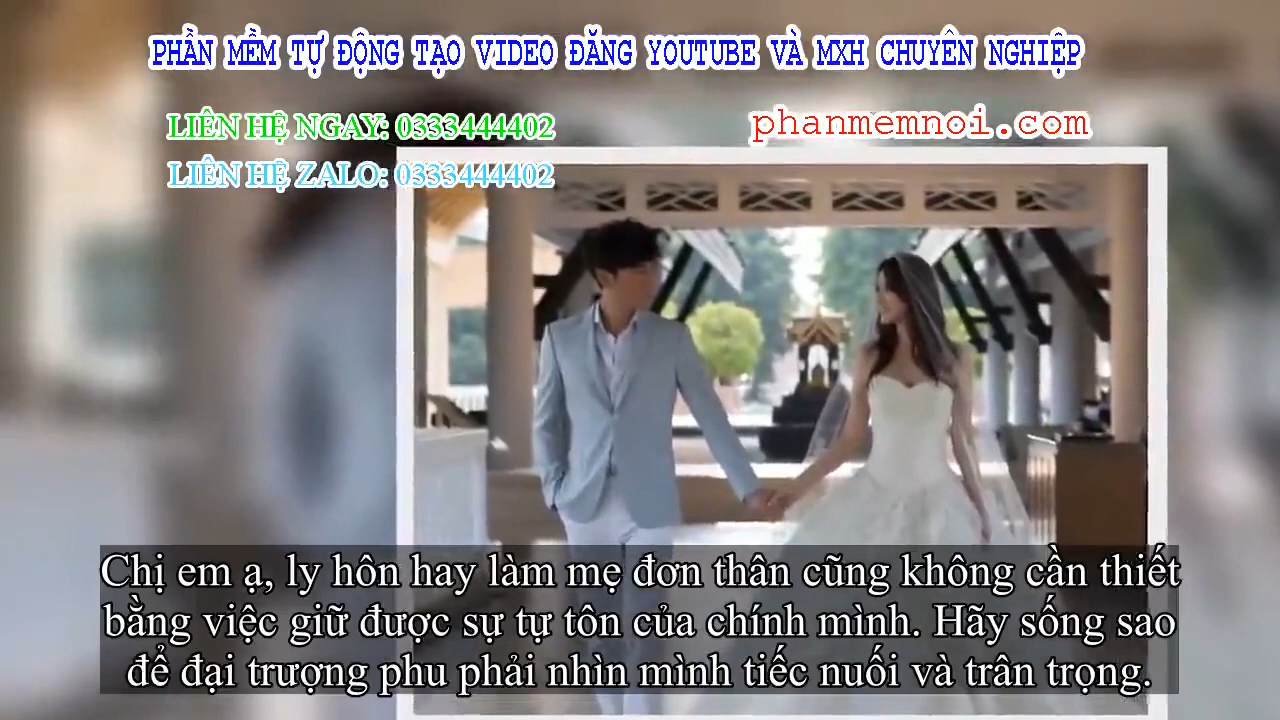 PHẦN MỀM TỰ ĐỘNG TẠO VIDEO ĐĂNG YOUTUBE VÀ MXH CHUYÊN NGHIỆP
LIÊN HỆ NGAY: 0333444402
phanmemnoi.com
LIÊN HỆ ZALO: 0333444402
Chị em ạ, ly hôn hay làm mẹ đơn thân cũng không cần thiết
bằng việc giữ được sự tự tôn của chính mình. Hãy sống sao
để đại trượng phu phải nhìn mình tiếc nuối và trân trọng.